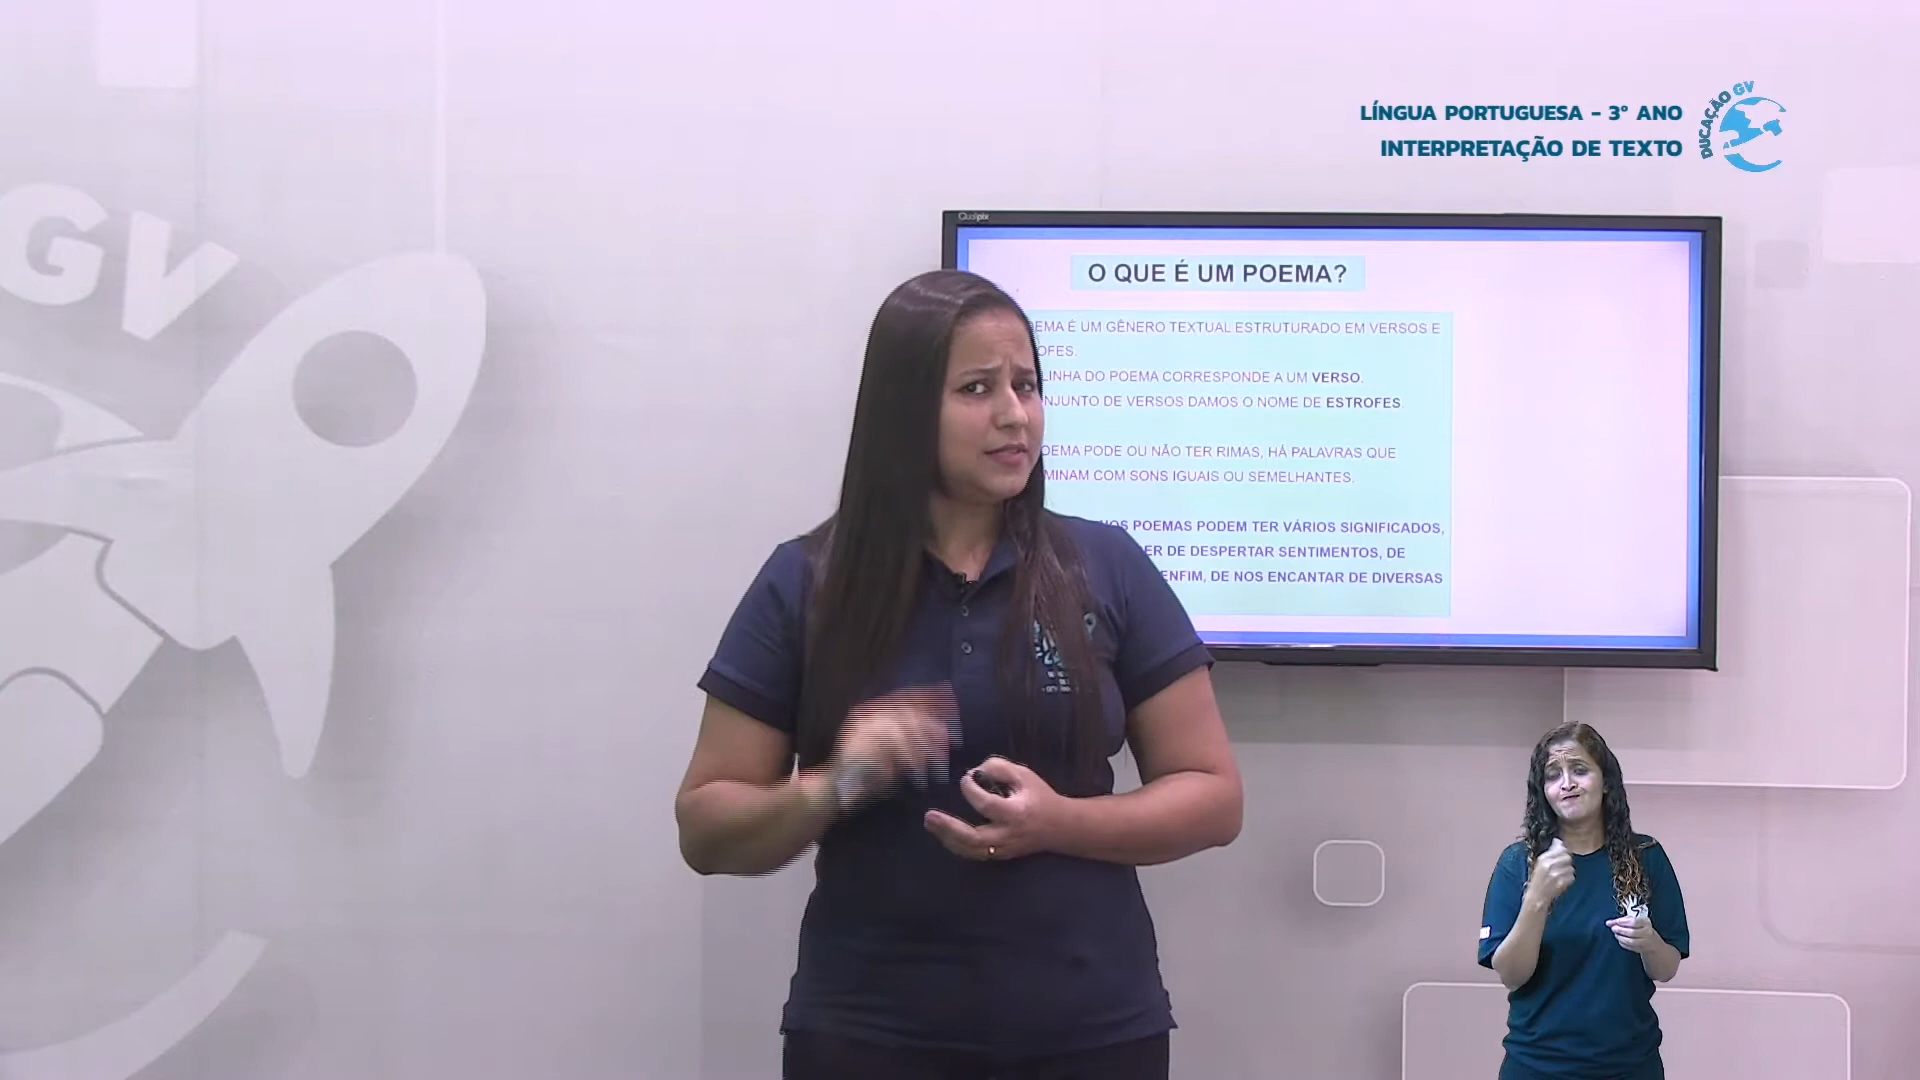 LÍNGUA PORTUGUESA - 3º ANO
INTERPRETAÇÃO DE TEXTO
DUCAÇÃO GV
GV
Qualipix
O QUE É UM POEMA?
EMA É UM GÊNERO TEXTUAL ESTRUTURADO EM VERSOS E
OFES.
LINHA DO POEMA CORRESPONDE A UM VERSO.
NJUNTO DE VERSOS DAMOS O NOME DE ESTROFES.
OEMA PODE OU NÃO TER RIMAS, HÁ PALAVRAS QUE
MINAM COM SONS IGUAIS OU SEMELHANTES.
NOS POEMAS PODEM TER VÁRIOS SIGNIFICADOS,
ER DE DESPERTAR SENTIMENTOS, DE
ENFIM, DE NOS ENCANTAR DE DIVERSAS